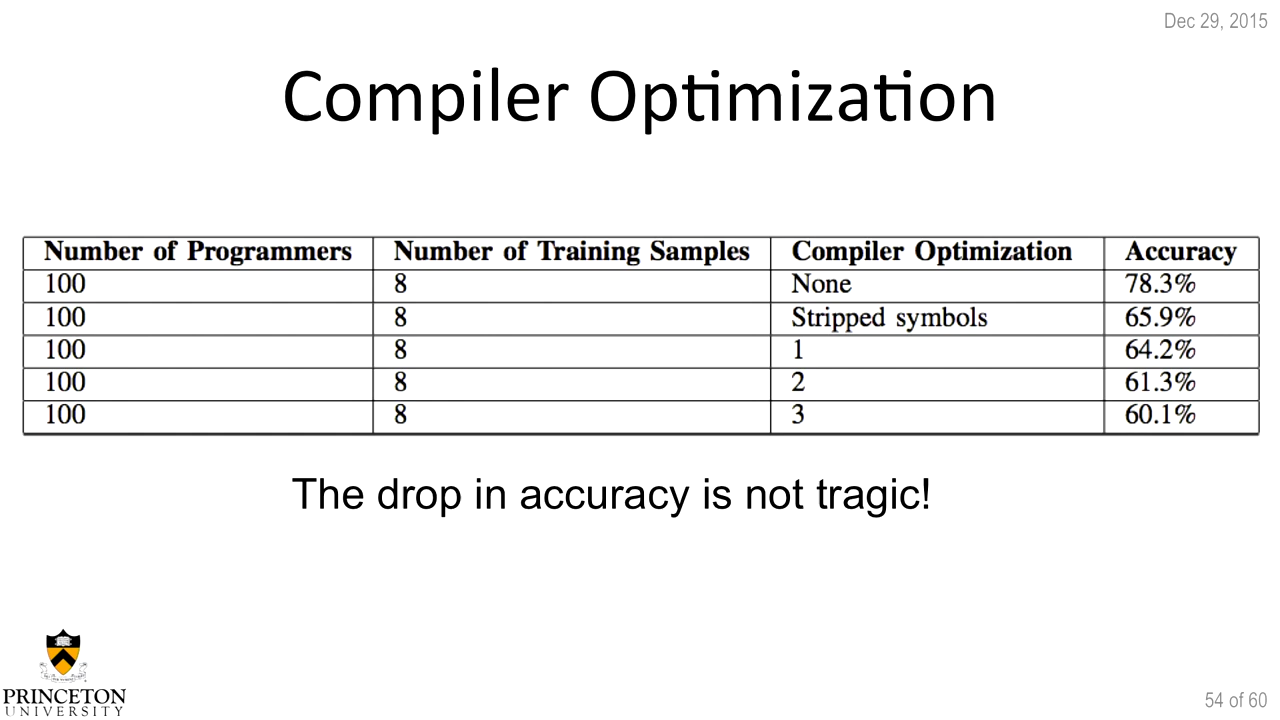 Dec 29, 2015
Compiler Optimization
Number of Programmers Number of Training Samples Compiler Optimization Accuracy
100 8 None 78.3%
100 8 Stripped symbols 65.9%
100 8 1 64.2%
100 8 2 61.3%
100 8 3 60.1%
The drop in accuracy is not tragic!
PRINCETON
UNIVERSITY
54 of 60